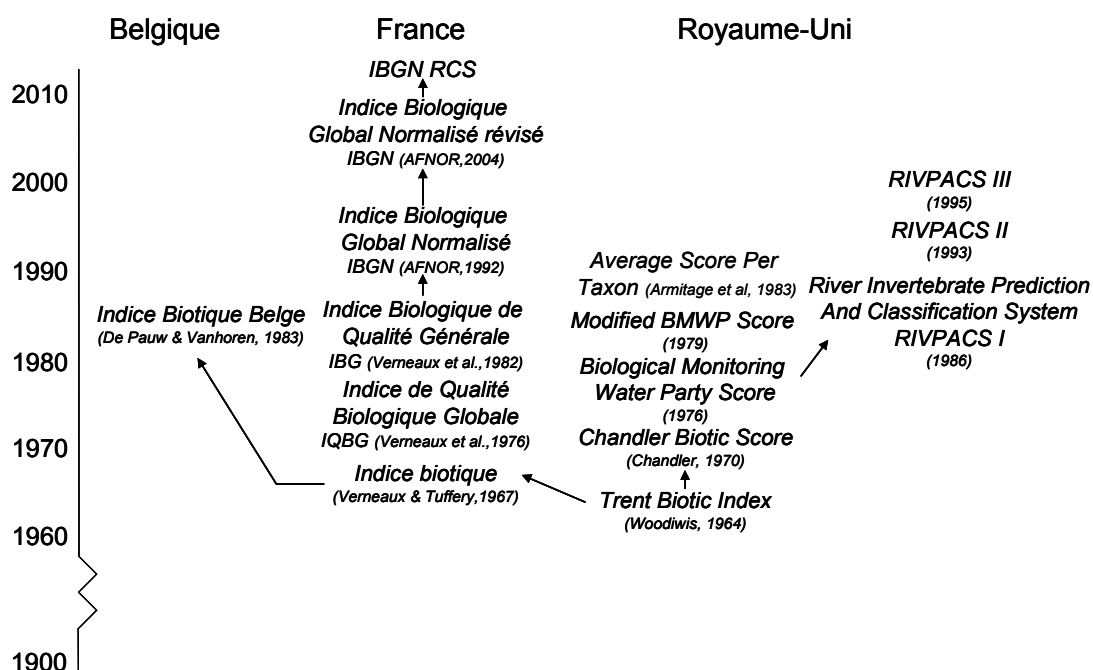 Belgique
France
Royaume-Uni
2010
2000
1990
1980
1970
1960
1900
Indice Biotique Belge
(De Pauw & Vanhoren, 1983)
IBGN RCS
Indice Biologique
Global Normalisé révisé
IBGN (AFNOR,2004)
Indice Biologique
Global Normalisé
IBGN (AFNOR,1992)
Indice Biologique de
Qualité Générale
IBG (Verneaux et al.,1982)
Indice de Qualité
Biologique Globale
IQBG (Verneaux et al.,1976)
Indice biotique
(Verneaux & Tuffery,1967)
Average Score Per
Taxon (Armitage et al, 1983)
Modified BMWP Score
(1979)
Biological Monitoring
Water Party Score
(1976)
Chandler Biotic Score
(Chandler, 1970)
Trent Biotic Index
(Woodiwis, 1964)
RIVPACS III
(1995)
RIVPACS II
(1993)
River Invertebrate Prediction
And Classification System
RIVPACS I
(1986)